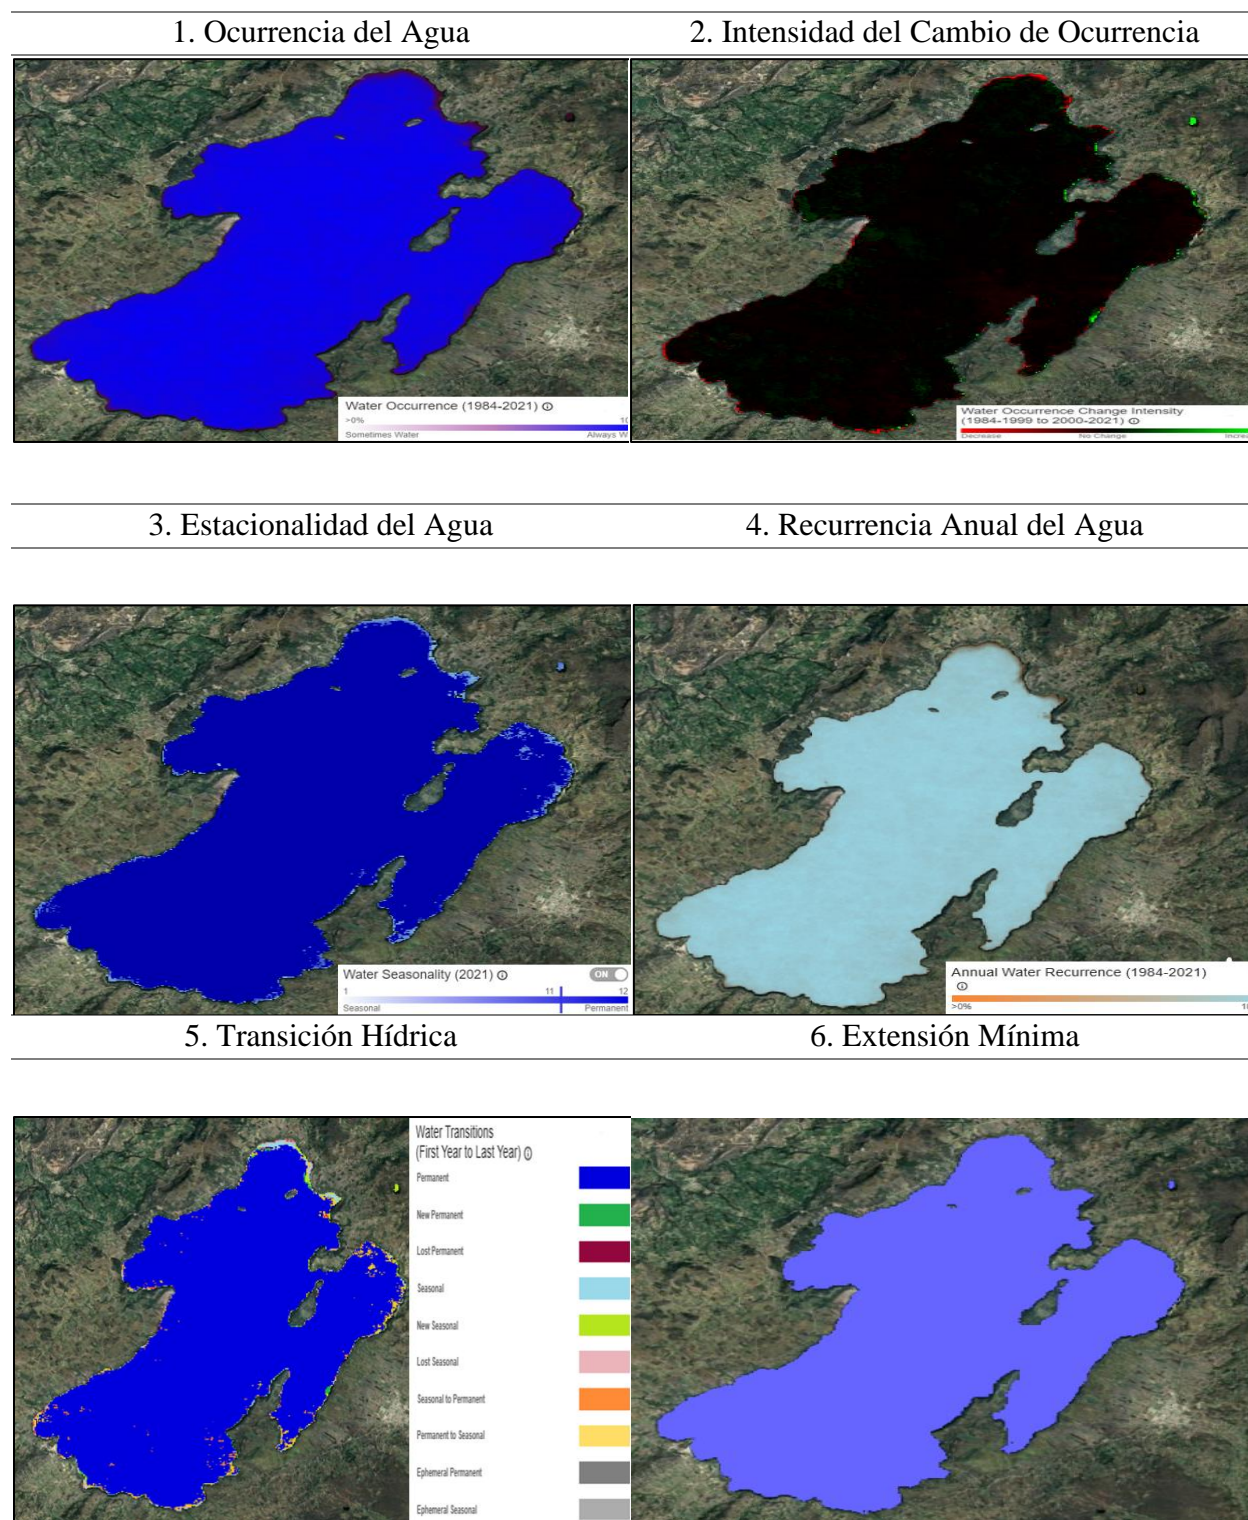 1. Ocurrencia del Agua
2. Intensidad del Cambio de Ocurrencia
Water Occurrence (1984-2021)
>0%
10
Sometimes Water
Always W
Water Occurrence Change Intensity
(1984-1999 to 2000-2021)
Decrease
No Change
Increa
3. Estacionalidad del Agua
4. Recurrencia Anual del Agua
Water Seasonality (2021)
ON
1
11
12
Seasonal
Permanent
Annual Water Recurrence (1984-2021)
>0%
10
5. Transición Hídrica
6. Extensión Mínima
Water Transitions
(First Year to Last Year)
Permanent
New Permanent
Lost Permanent
Seasonal
New Seasonal
Lost Seasonal
Seasonal to Permanent
Permanent to Seasonal
Ephemeral Permanent
Ephemeral Seasonal